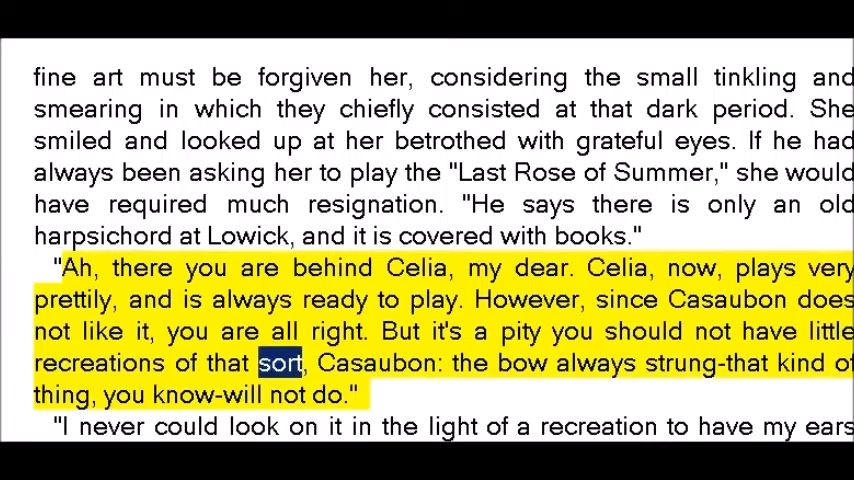 fine art must be forgiven her, considering the small tinkling and
smearing in which they chiefly consisted at that dark period. She
smiled and looked up at her betrothed with grateful eyes. If he had
always been asking her to play the "Last Rose of Summer," she would
have required much resignation. "He says there is only an old
harpsichord at Lowick, and it is covered with books."
"Ah, there you are behind Celia, my dear. Celia, now, plays very
prettily, and is always ready to play. However, since Casaubon does
not like it, you are all right. But it's a pity you should not have little
recreations of that sort, Casaubon: the bow always strung-that kind of
thing, you know-will not do."
"I never could look on it in the light of a recreation to have my ears